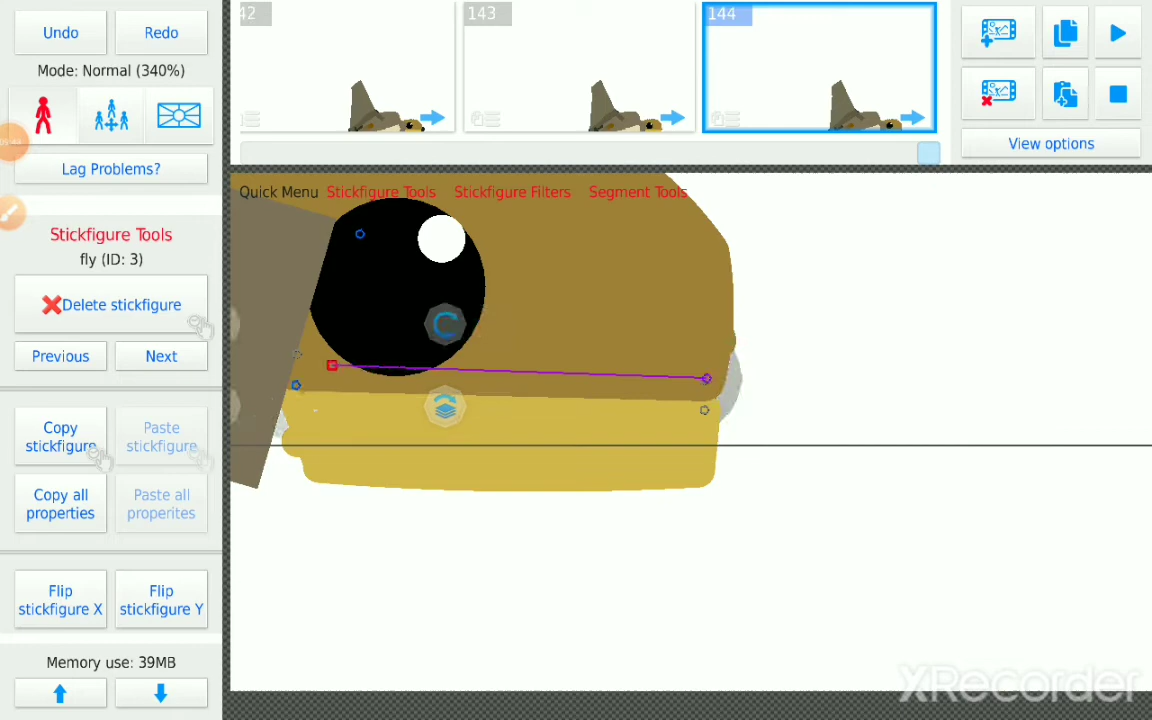 Undo
Redo
Mode: Normal (340%)
Lag Problems?
Stickfigure Tools
fly (ID: 3)
Delete stickfigure
Previous
Next
Copy
stickfigure
Paste
stickfigure
Copy all
properties
Paste all
properites
Flip
stickfigure X
Flip
stickfigure Y
Memory use: 39MB
42
143
144
View options
Quick Menu
Stickfigure Tools
Stickfigure Filters
Segment Tools
XRecorder